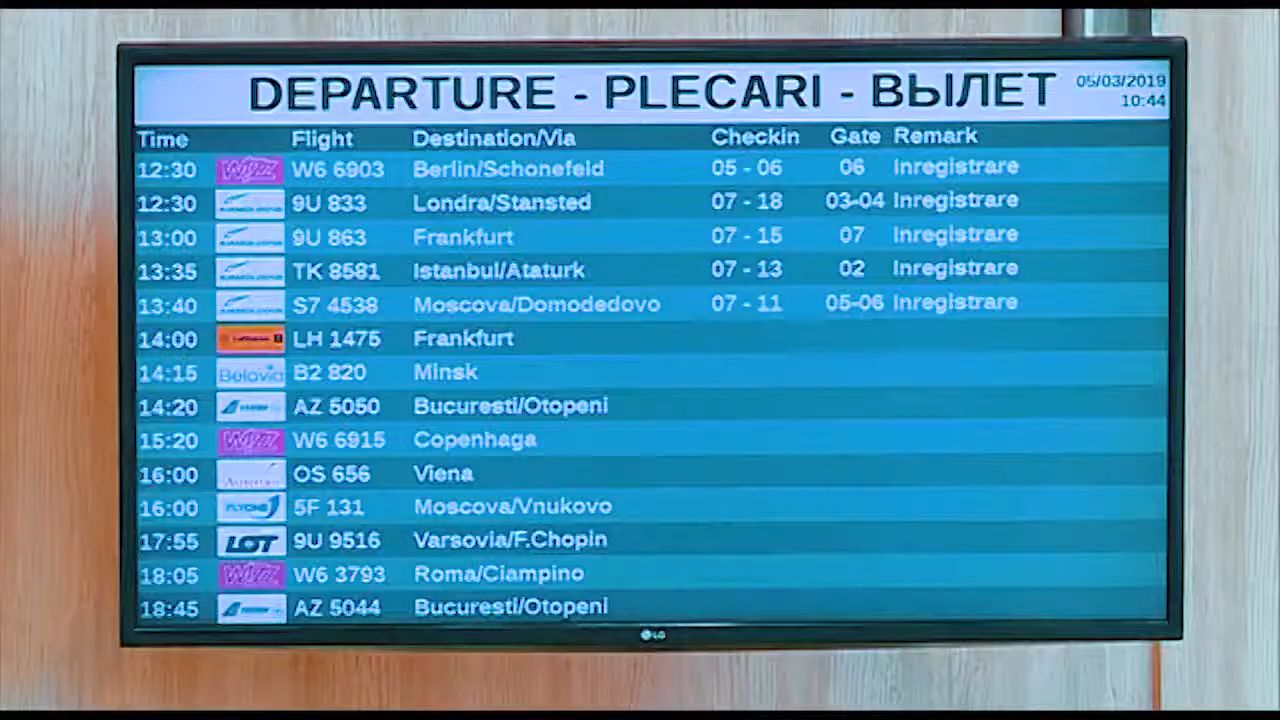 DEPARTURE - PLECARI - ВЫЛЕТ 05/03/2019
10:44
Time Flight Destination/Via Checkin Gate Remark
12:30 Wizz W6 6903 Berlin/Schonefeld 05 - 06 06 Inregistrare
12:30 9U 833 Londra/Stansted 07 - 18 03-04 Inregistrare
13:00 9U 863 Frankfurt 07 - 15 07 Inregistrare
13:35 TK 8581 Istanbul/Ataturk 07 - 13 02 Inregistrare
13:40 S7 4538 Moscova/Domodedovo 07 - 11 05-06 Inregistrare
14:00 LH 1475 Frankfurt
14:15 Belavia B2 820 Minsk
14:20 AZ 5050 Bucuresti/Otopeni
15:20 Wizz W6 6915 Copenhaga
16:00 OS 656 Viena
16:00 FLYONE 5F 131 Moscova/Vnukovo
17:55 LOT 9U 9516 Varsovia/F.Chopin
18:05 Wizz W6 3793 Roma/Ciampino
18:45 AZ 5044 Bucuresti/Otopeni
LG